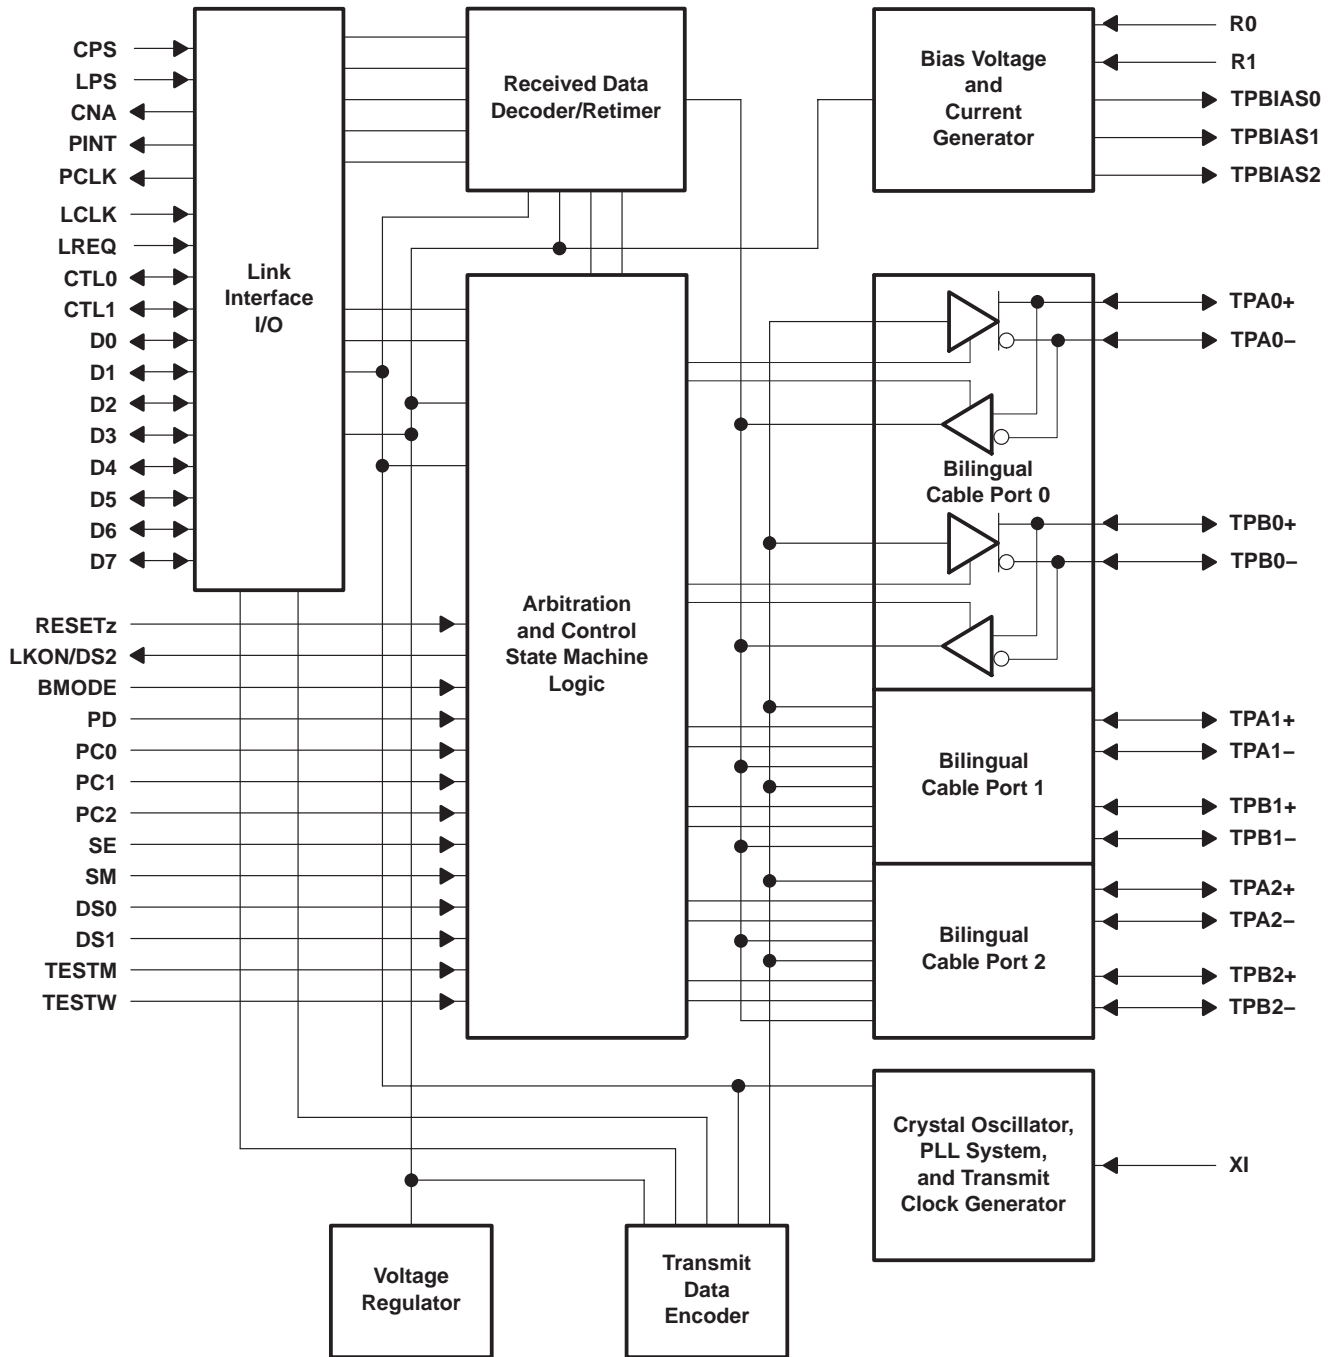 CPS
LPS
CNA
PINT
PCLK
LCLK
LREQ
CTL0
CTL1
D0
D1
D2
D3
D4
D5
D6
D7
RESETz
LKON/DS2
BMODE
PD
PC0
PC1
PC2
SE
SM
DS0
DS1
TESTM
TESTW
Link
Interface
I/O
Received Data
Decoder/Retimer
Arbitration
and Control
State Machine
Logic
Voltage
Regulator
Transmit
Data
Encoder
Bias Voltage
and
Current
Generator
Bilingual
Cable Port 0
Bilingual
Cable Port 1
Bilingual
Cable Port 2
Crystal Oscillator,
PLL System,
and Transmit
Clock Generator
R0
R1
TPBIAS0
TPBIAS1
TPBIAS2
TPA0+
TPA0−
TPB0+
TPB0−
TPA1+
TPA1−
TPB1+
TPB1−
TPA2+
TPA2−
TPB2+
TPB2−
XI